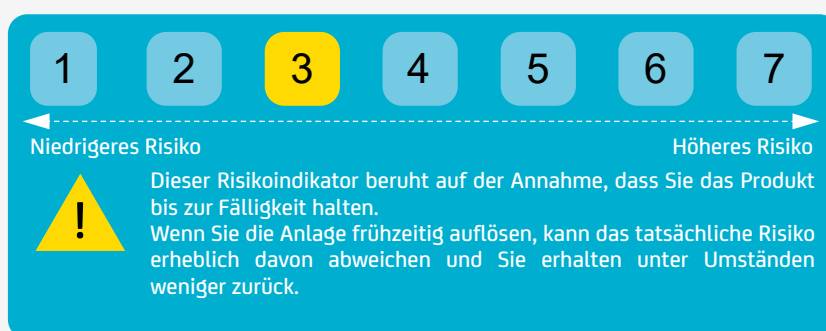 1 2 3 4 5 6 7
Niedrigeres Risiko Höheres Risiko
!
Dieser Risikoindikator beruht auf der Annahme, dass Sie das Produkt
bis zur Fälligkeit halten.
Wenn Sie die Anlage frühzeitig auflösen, kann das tatsächliche Risiko
erheblich davon abweichen und Sie erhalten unter Umständen
weniger zurück.